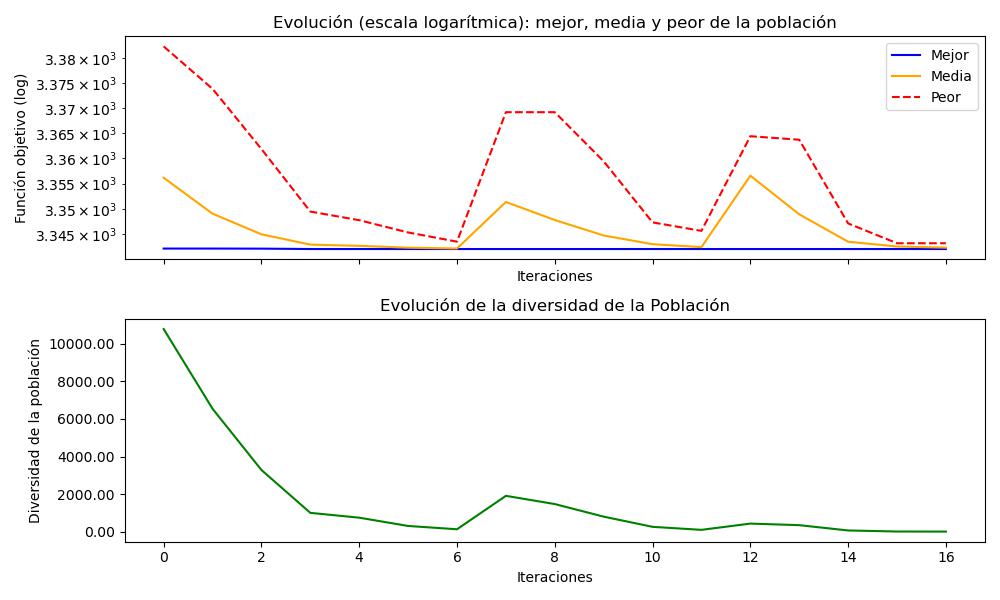 Evolución (escala logarítmica): mejor, media y peor de la población
Función objetivo (log)
3.38 × 10³
3.375 × 10³
3.37 × 10³
3.365 × 10³
3.36 × 10³
3.355 × 10³
3.35 × 10³
3.345 × 10³
Mejor
Media
Peor
Iteraciones
Evolución de la diversidad de la Población
Diversidad de la población
10000.00
8000.00
6000.00
4000.00
2000.00
0.00
0 2 4 6 8 10 12 14 16
Iteraciones